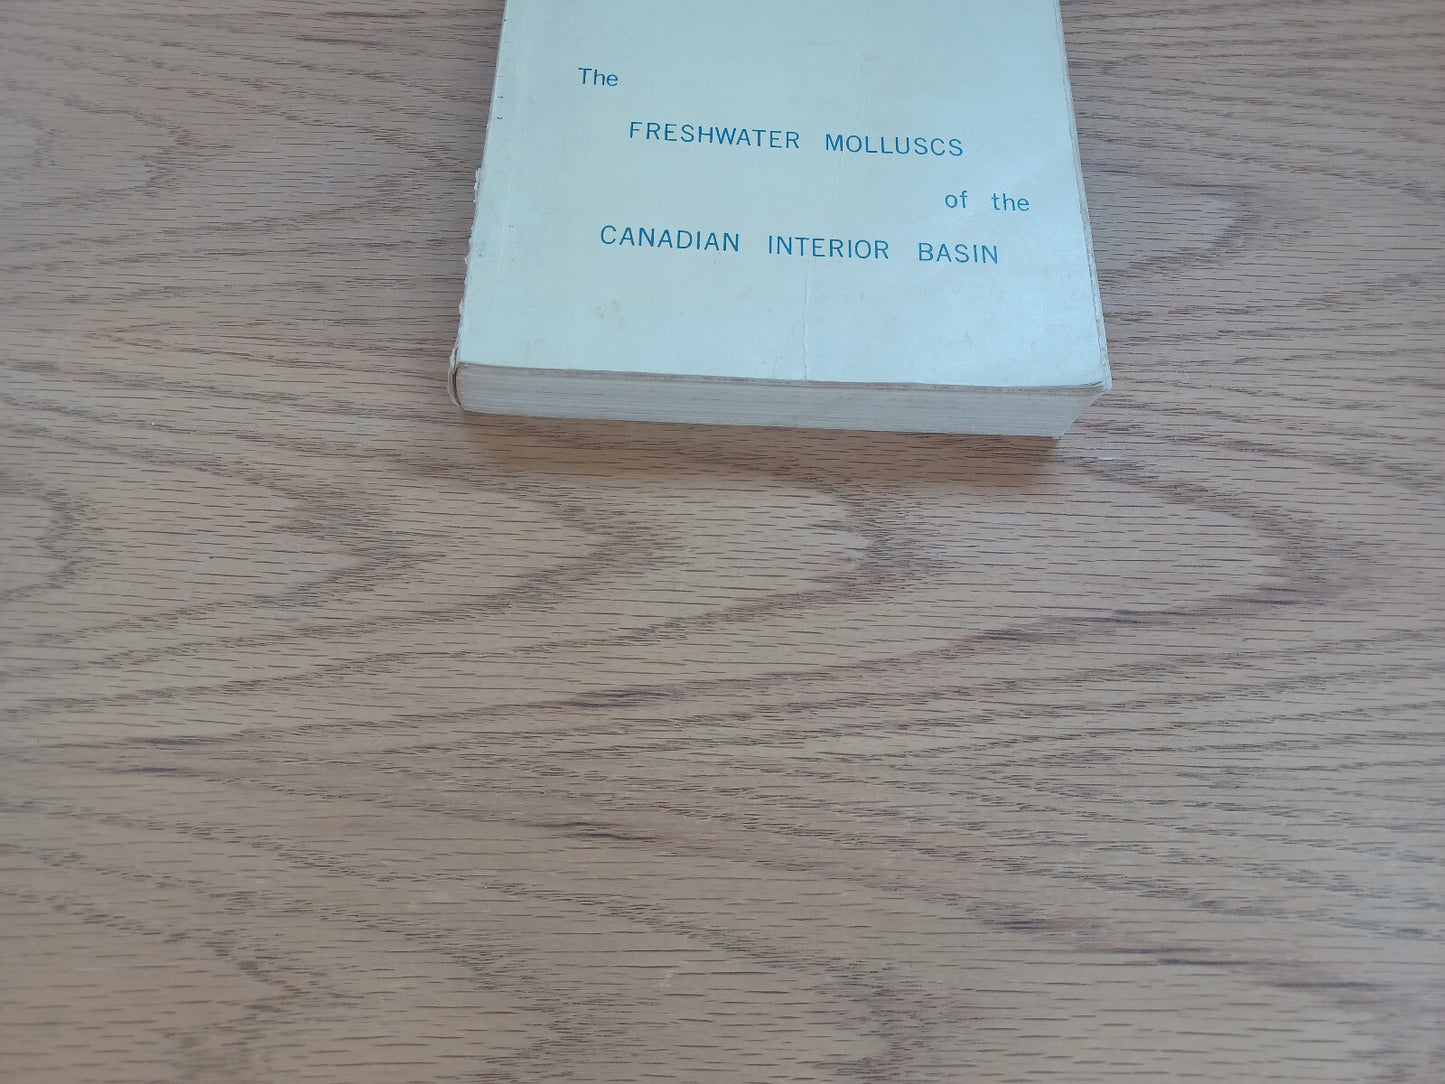 The
FRESHWATER MOLLUSCS
of the
CANADIAN INTERIOR BASIN